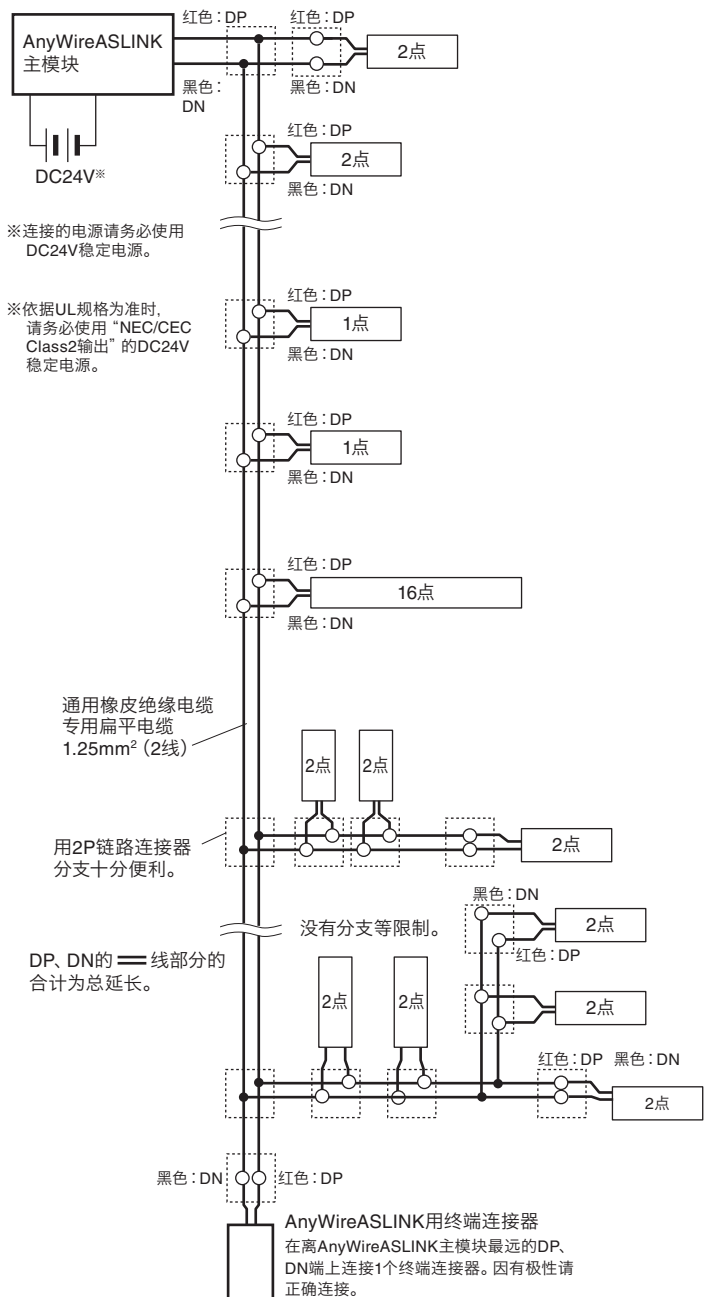 红色：DP
红色：DP
AnyWireASLINK
主模块
2点
黑色：
DN
黑色：DN
红色：DP
2点
DC24V※
黑色：DN
※连接的电源请务必使用
DC24V稳定电源。
红色：DP
※依据UL规格为准时，
请务必使用“NEC/CEC
Class2输出”的DC24V
稳定电源。
1点
黑色：DN
红色：DP
1点
黑色：DN
红色：DP
16点
黑色：DN
通用橡皮绝缘电缆
专用扁平电缆
1.25mm²（2线）
2点
2点
用2P链路连接器
分支十分便利。
2点
黑色：DN
没有分支等限制。
2点
红色：DP
DP、DN的 线部分的
合计为总延长。
2点
2点
2点
红色：DP
黑色：DN
2点
黑色：DN
红色：DP
AnyWireASLINK用终端连接器
在离AnyWireASLINK主模块最远的DP、
DN端上连接1个终端连接器。因有极性请
正确连接。